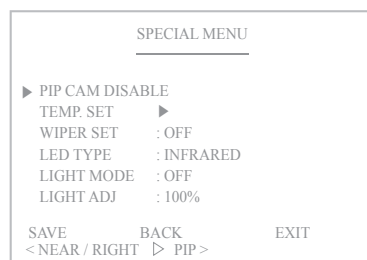 SPECIAL MENU
▶ PIP CAM DISABLE
TEMP. SET ▶
WIPER SET : OFF
LED TYPE : INFRARED
LIGHT MODE : OFF
LIGHT ADJ : 100%
SAVE BACK EXIT
< NEAR / RIGHT ▷ PIP >